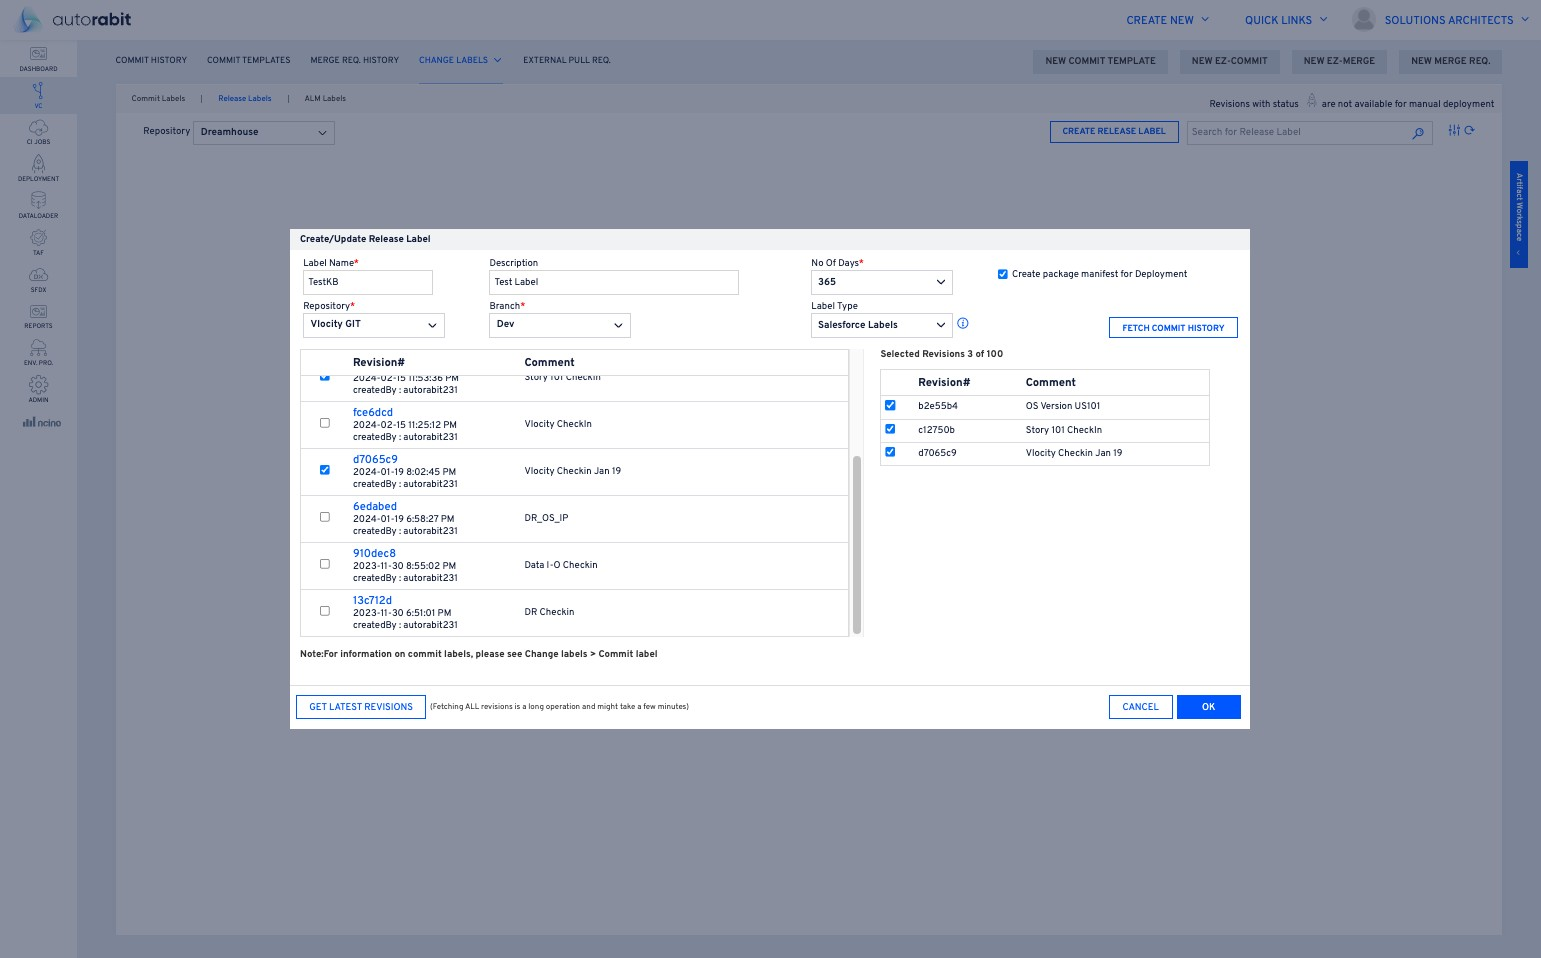 autorabit
CREATE NEW
QUICK LINKS
SOLUTIONS ARCHITECTS
DASHBOARD
VC
CI JOBS
DEPLOYMENT
DATALOADER
TAF
SFDX
REPORTS
ENV. PRO.
ADMIN
ncino
COMMIT HISTORY
COMMIT TEMPLATES
MERGE REQ. HISTORY
CHANGE LABELS
EXTERNAL PULL REQ.
NEW COMMIT TEMPLATE
NEW EZ-COMMIT
NEW EZ-MERGE
NEW MERGE REQ.
Commit Labels | Release Labels | ALM Labels
Revisions with status are not available for manual deployment
Repository Dreamhouse
CREATE RELEASE LABEL
Search for Release Label
Artifact Workspace
Create/Update Release Label
Label Name*
TestKB
Description
Test Label
No Of Days*
365
Create package manifest for Deployment
Repository*
Vlocity GIT
Branch*
Dev
Label Type
Salesforce Labels
FETCH COMMIT HISTORY
Revision# Comment
2024-02-15 11:53:36 PM Story 101 CheckIn
createdBy : autorabit231
fce6dcd
2024-02-15 11:25:12 PM Vlocity CheckIn
createdBy : autorabit231
d7065c9
2024-01-19 8:02:45 PM Vlocity Checkin Jan 19
createdBy : autorabit231
6edabed
2024-01-19 6:58:27 PM DR_OS_IP
createdBy : autorabit231
910dec8
2023-11-30 8:55:02 PM Data I-O Checkin
createdBy : autorabit231
13c712d
2023-11-30 6:51:01 PM DR Checkin
createdBy : autorabit231
Selected Revisions 3 of 100
Revision# Comment
b2e55b4 OS Version US101
c12750b Story 101 CheckIn
d7065c9 Vlocity Checkin Jan 19
Note:For information on commit labels, please see Change labels > Commit label
GET LATEST REVISIONS (Fetching ALL revisions is a long operation and might take a few minutes)
CANCEL
OK